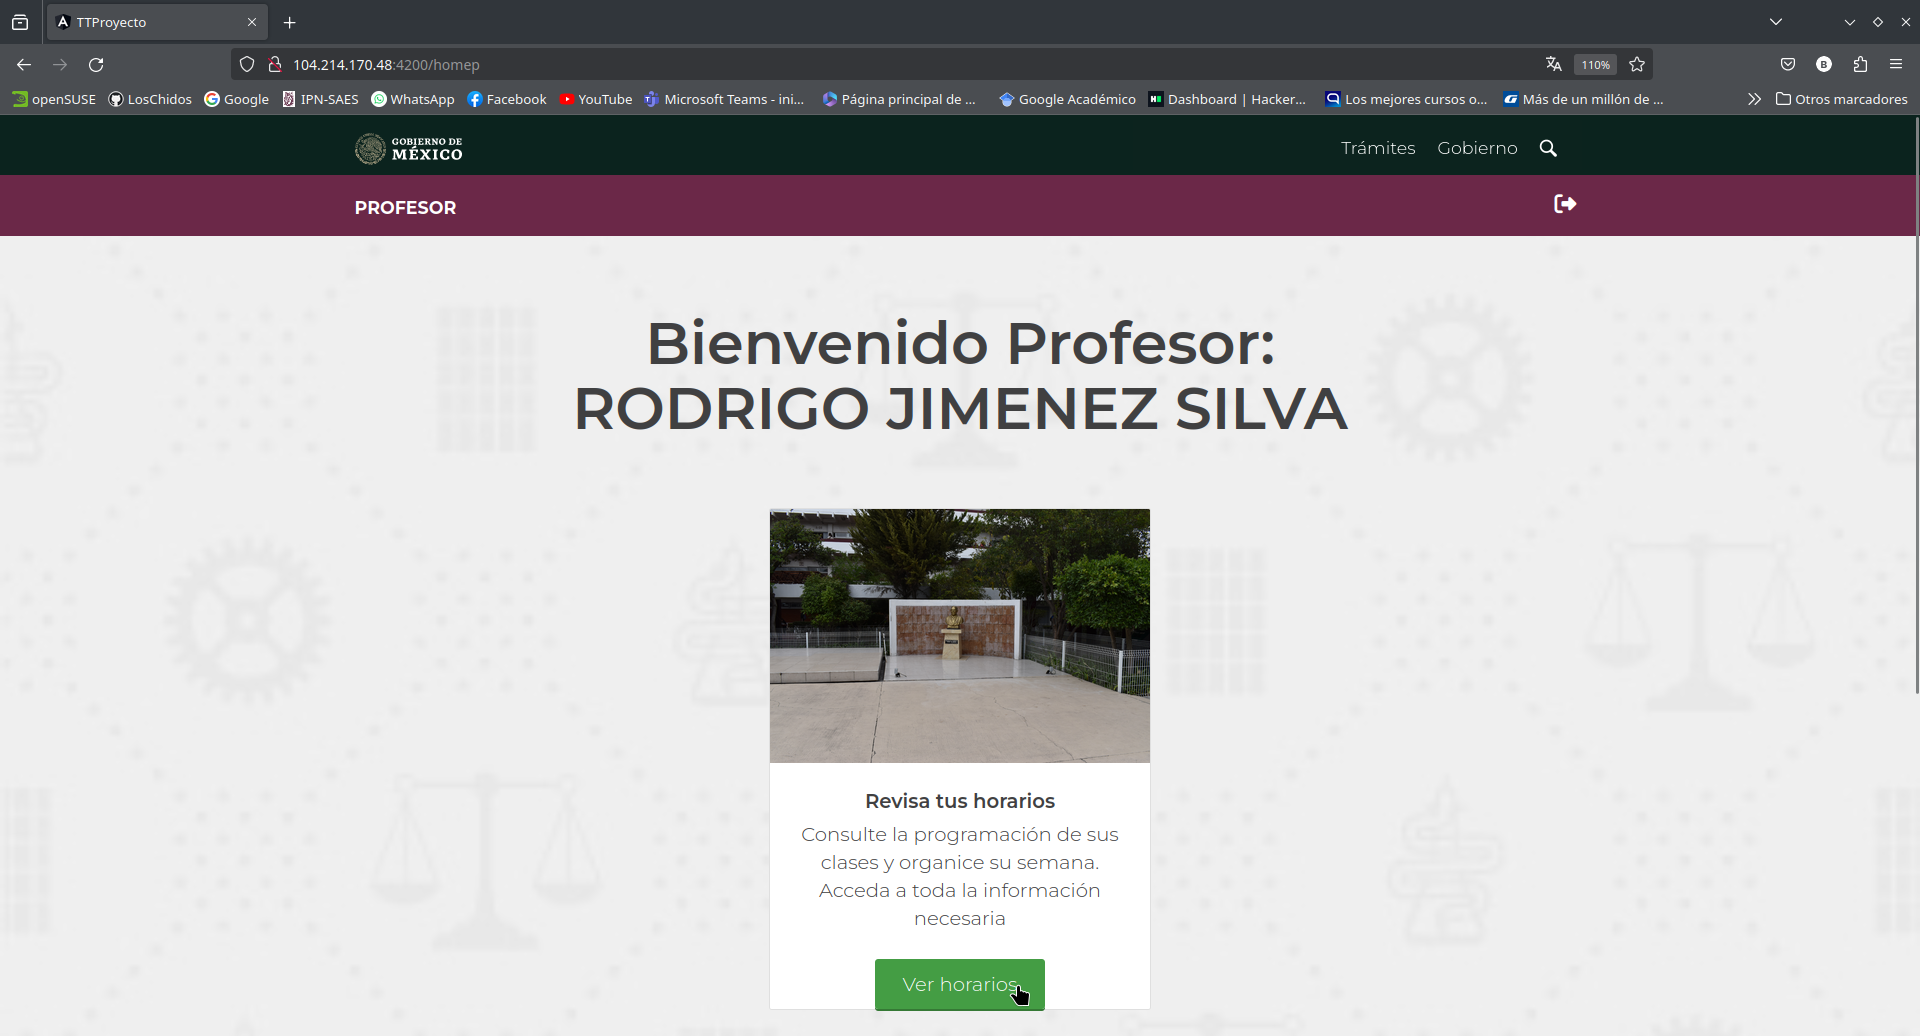 TTProyecto
104.214.170.48:4200/homep
110%
openSUSE
LosChidos
Google
IPN-SAES
WhatsApp
Facebook
YouTube
Microsoft Teams - ini...
Página principal de ...
Google Académico
Dashboard | Hacker...
Los mejores cursos o...
Más de un millón de ...
Otros marcadores
GOBIERNO DE
MÉXICO
Trámites
Gobierno
PROFESOR
Bienvenido Profesor:
RODRIGO JIMENEZ SILVA
Revisa tus horarios
Consulte la programación de sus
clases y organice su semana.
Acceda a toda la información
necesaria
Ver horarios